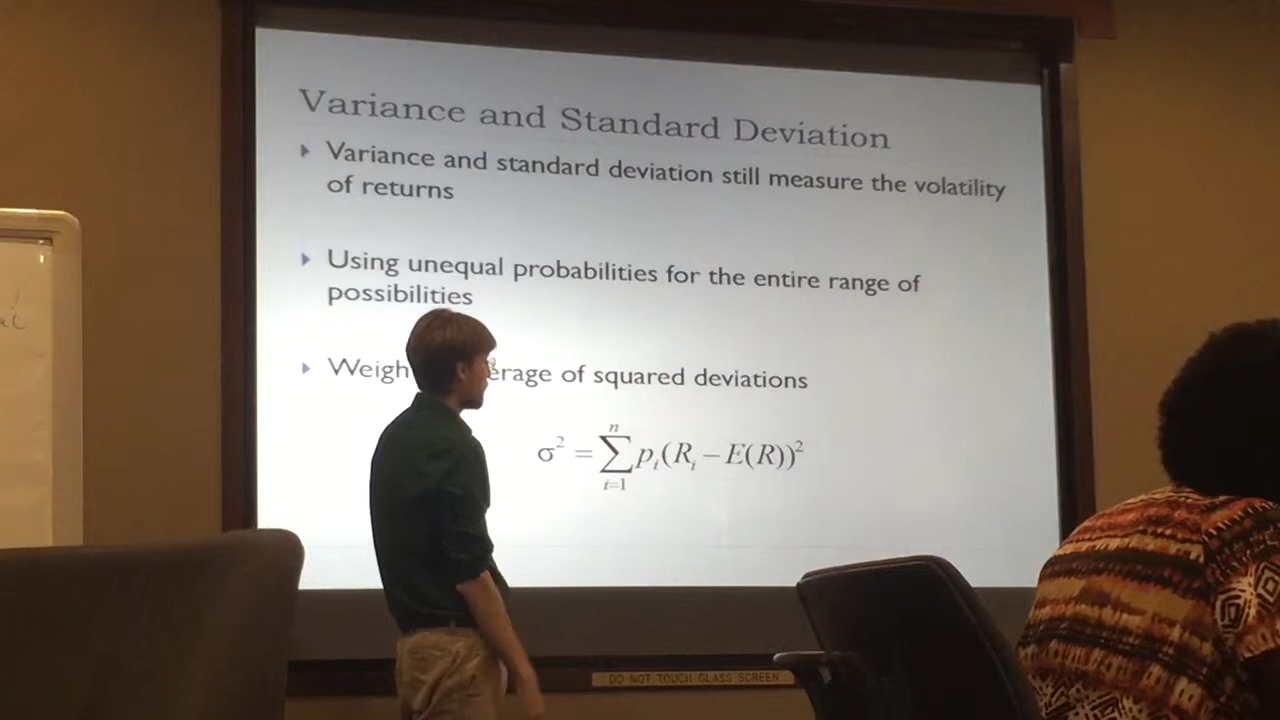 Variance and Standard Deviation
Variance and standard deviation still measure the volatility
of returns
Using unequal probabilities for the entire range of
possibilities
Weigh erage of squared deviations
n
σ² = ∑ pᵢ(Rᵢ − E(R))²
i=1
DO NOT TOUCH GLASS SCREEN